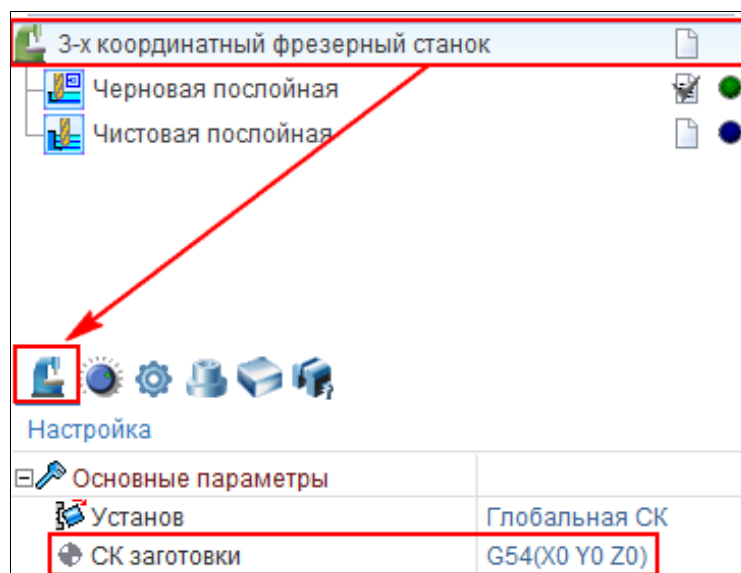 3-х координатный фрезерный станок
Черновая послойная
Чистовая послойная
Настройка
Основные параметры
Установ Глобальная СК
СК заготовки G54(X0 Y0 Z0)